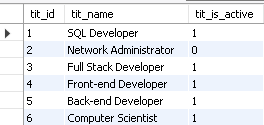 tit_id tit_name tit_is_active
1 SQL Developer 1
2 Network Administrator 0
3 Full Stack Developer 1
4 Front-end Developer 1
5 Back-end Developer 1
6 Computer Scientist 1